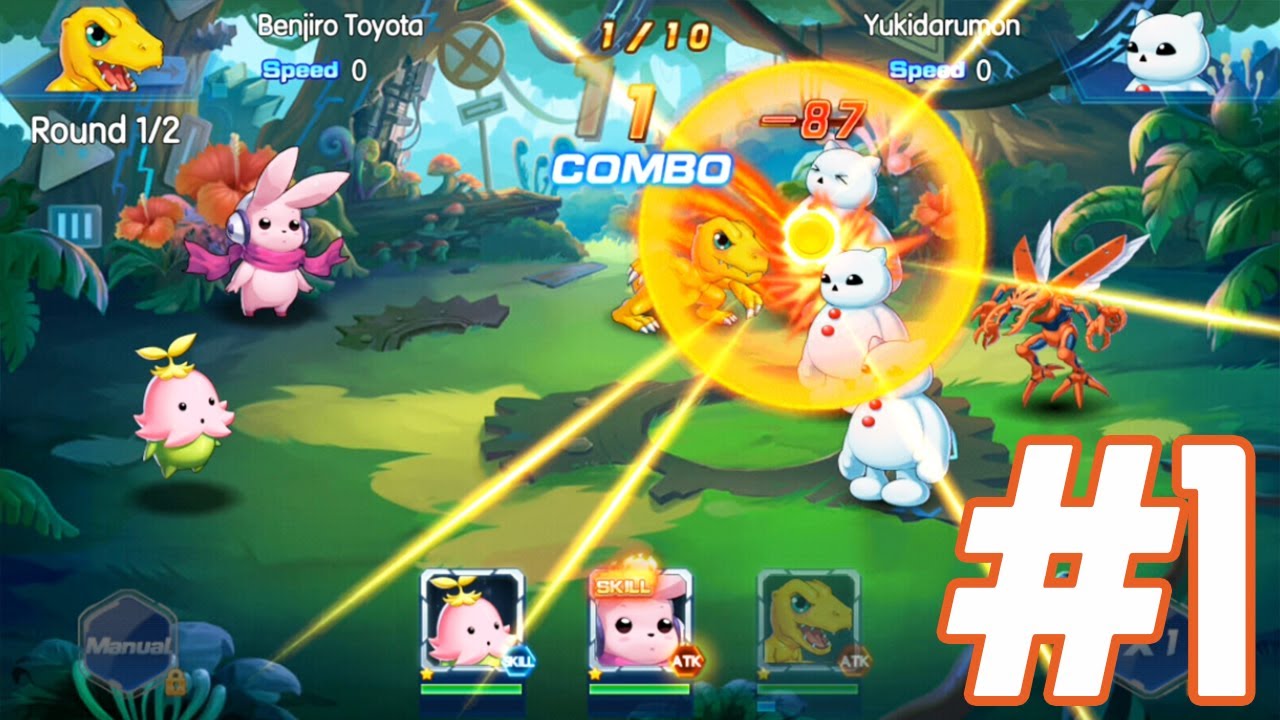 Benjiro Toyota
1/10
Yukidarumon
Speed 0
Speed 0
Round 1/2
1
COMBO
-87
SKILL
SKILL
ATK
ATK
Manual
X1
#1